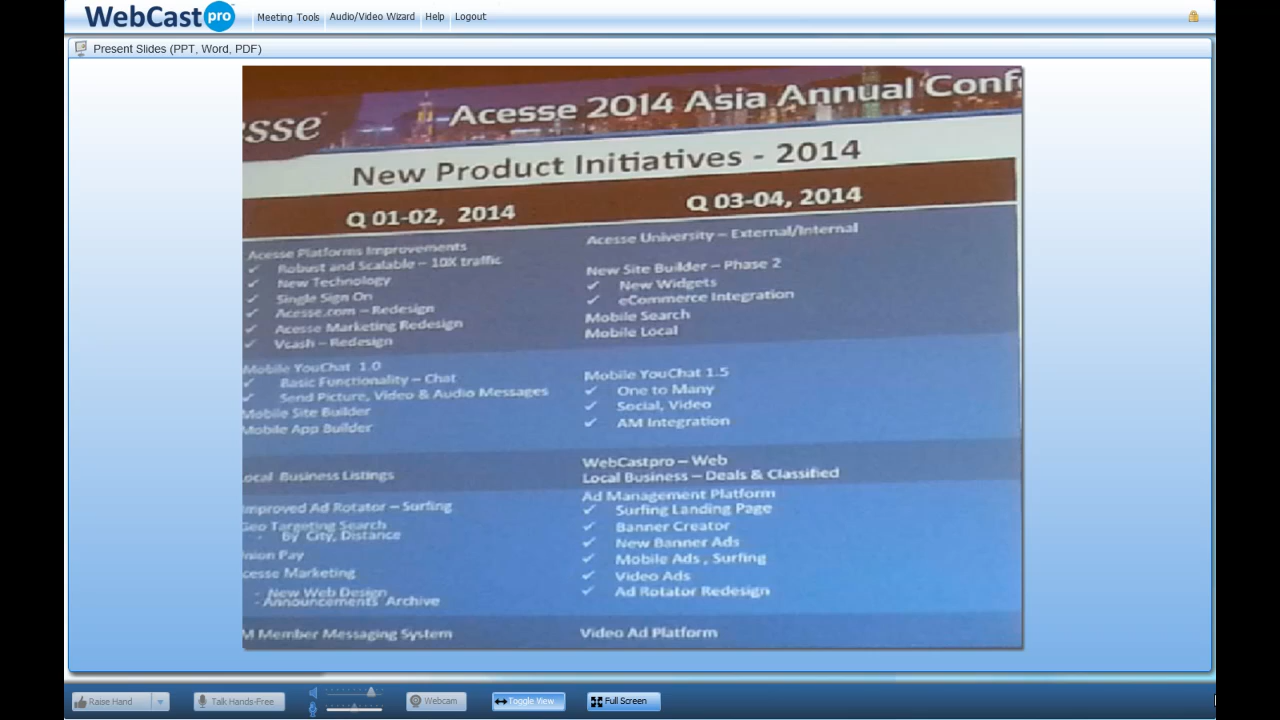 WebCast pro
Meeting Tools Audio/Video Wizard Help Logout
Present Slides (PPT, Word, PDF)
esse
Acesse 2014 Asia Annual Conf
New Product Initiatives - 2014
Q 01-02, 2014
Q 03-04, 2014
Acesse Platforms Improvements
✓ Robust and Scalable – 10X traffic
✓ New Technology
✓ Single Sign On
✓ Acesse.com – Redesign
✓ Acesse Marketing Redesign
✓ Vcash – Redesign
Acesse University – External/Internal
New Site Builder – Phase 2
✓ New Widgets
✓ eCommerce Integration
Mobile Search
Mobile Local
Mobile YouChat 1.0
✓ Basic Functionality – Chat
✓ Send Picture, Video & Audio Messages
Mobile Site Builder
Mobile App Builder
Mobile YouChat 1.5
✓ One to Many
✓ Social, Video
✓ AM Integration
ocal Business Listings
WebCastpro – Web
Local Business – Deals & Classified
mproved Ad Rotator – Surfing
Geo Targeting Search
- By City, Distance
nion Pay
cesse Marketing
- New Web Design
- Announcements Archive
Ad Management Platform
✓ Surfing Landing Page
✓ Banner Creator
✓ New Banner Ads
✓ Mobile Ads , Surfing
✓ Video Ads
✓ Ad Rotator Redesign
M Member Messaging System
Video Ad Platform
Raise Hand Talk Hands-Free Webcam Toggle View Full Screen